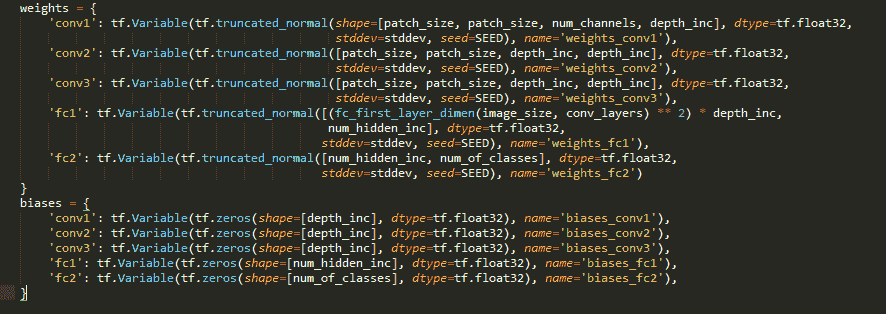 weights = {
    'conv1': tf.Variable(tf.truncated_normal(shape=[patch_size, patch_size, num_channels, depth_inc], dtype=tf.float32,
                                             stddev=stddev, seed=SEED), name='weights_conv1'),
    'conv2': tf.Variable(tf.truncated_normal([patch_size, patch_size, depth_inc, depth_inc], dtype=tf.float32,
                                             stddev=stddev, seed=SEED), name='weights_conv2'),
    'conv3': tf.Variable(tf.truncated_normal([patch_size, patch_size, depth_inc, depth_inc], dtype=tf.float32,
                                             stddev=stddev, seed=SEED), name='weights_conv3'),
    'fc1': tf.Variable(tf.truncated_normal([(fc_first_layer_dimen(image_size, conv_layers) ** 2) * depth_inc,
                                            num_hidden_inc], dtype=tf.float32,
                                           stddev=stddev, seed=SEED), name='weights_fc1'),
    'fc2': tf.Variable(tf.truncated_normal([num_hidden_inc, num_of_classes], dtype=tf.float32,
                                           stddev=stddev, seed=SEED), name='weights_fc2')
}
biases = {
    'conv1': tf.Variable(tf.zeros(shape=[depth_inc], dtype=tf.float32), name='biases_conv1'),
    'conv2': tf.Variable(tf.zeros(shape=[depth_inc], dtype=tf.float32), name='biases_conv2'),
    'conv3': tf.Variable(tf.zeros(shape=[depth_inc], dtype=tf.float32), name='biases_conv3'),
    'fc1': tf.Variable(tf.zeros(shape=[num_hidden_inc], dtype=tf.float32), name='biases_fc1'),
    'fc2': tf.Variable(tf.zeros(shape=[num_of_classes], dtype=tf.float32), name='biases_fc2'),
}